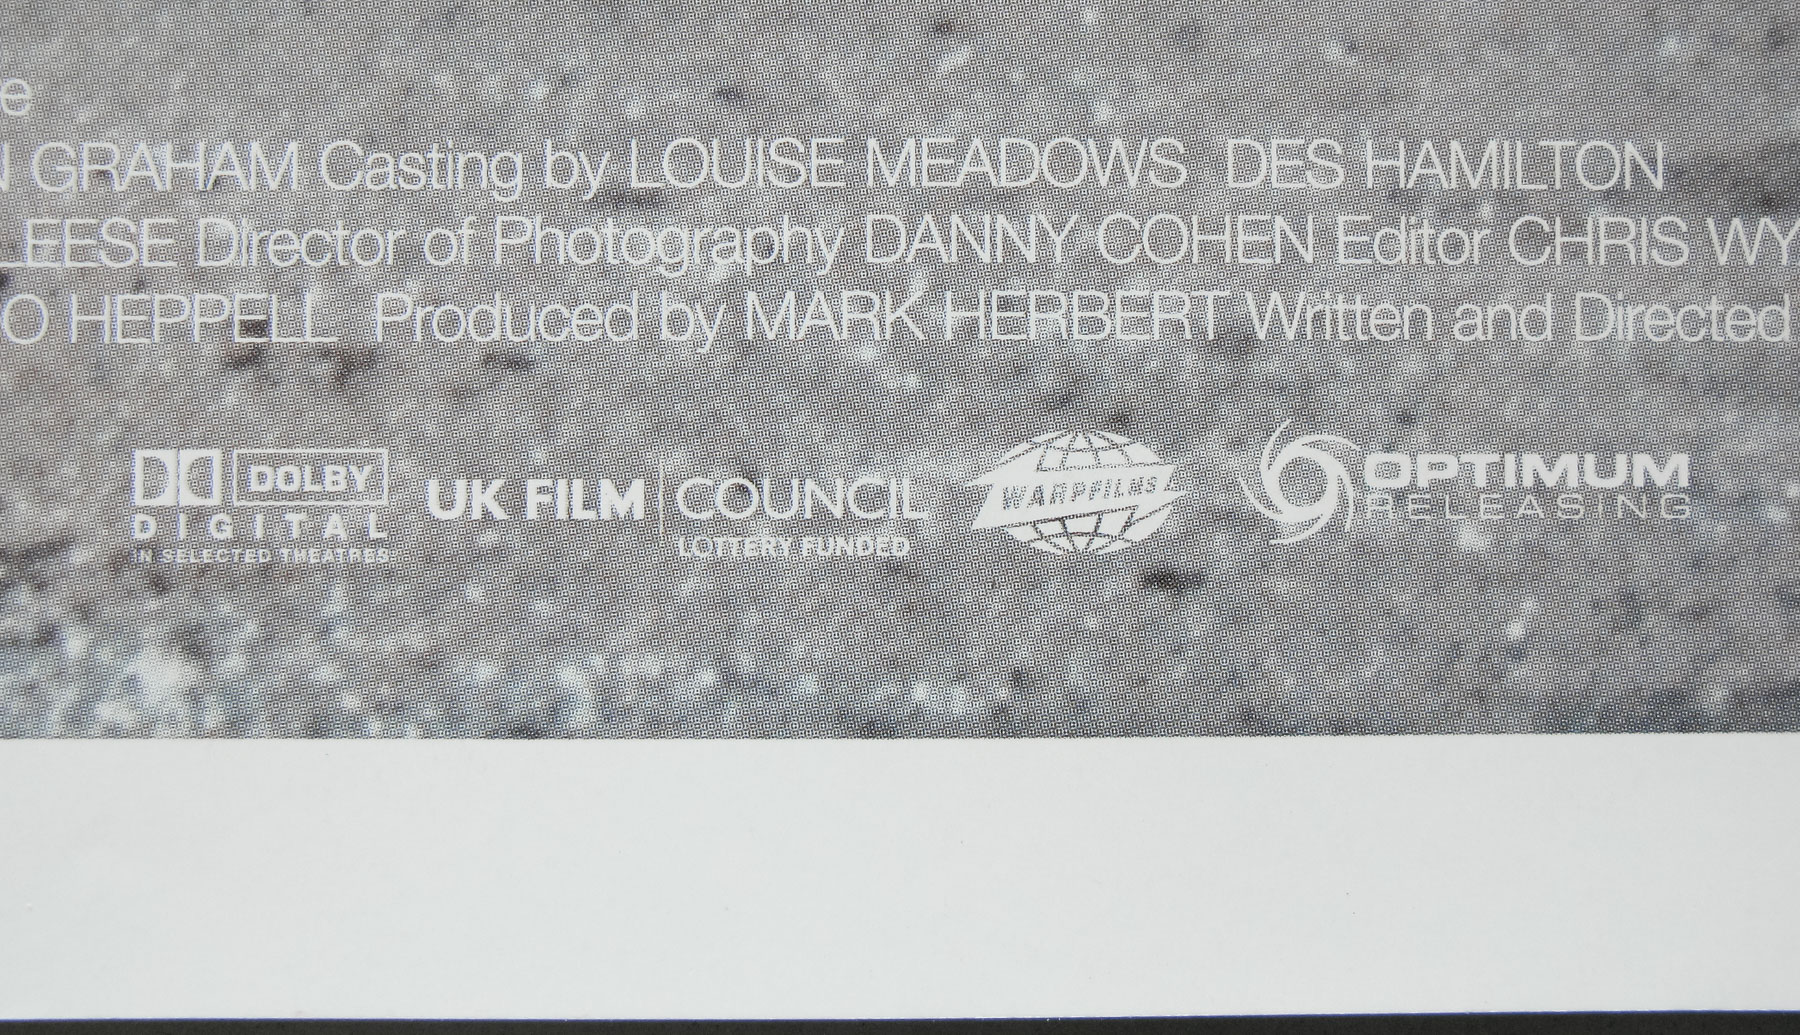 e
N GRAHAM Casting by LOUISE MEADOWS DES HAMILTON
LEESE Director of Photography DANNY COHEN Editor CHRIS WY
O HEPPELL Produced by MARK HERBERT Written and Directed
DOLBY
DIGITAL
IN SELECTED THEATRES
UK FILM COUNCIL
LOTTERY FUNDED
WARPFILMS
OPTIMUM
RELEASING